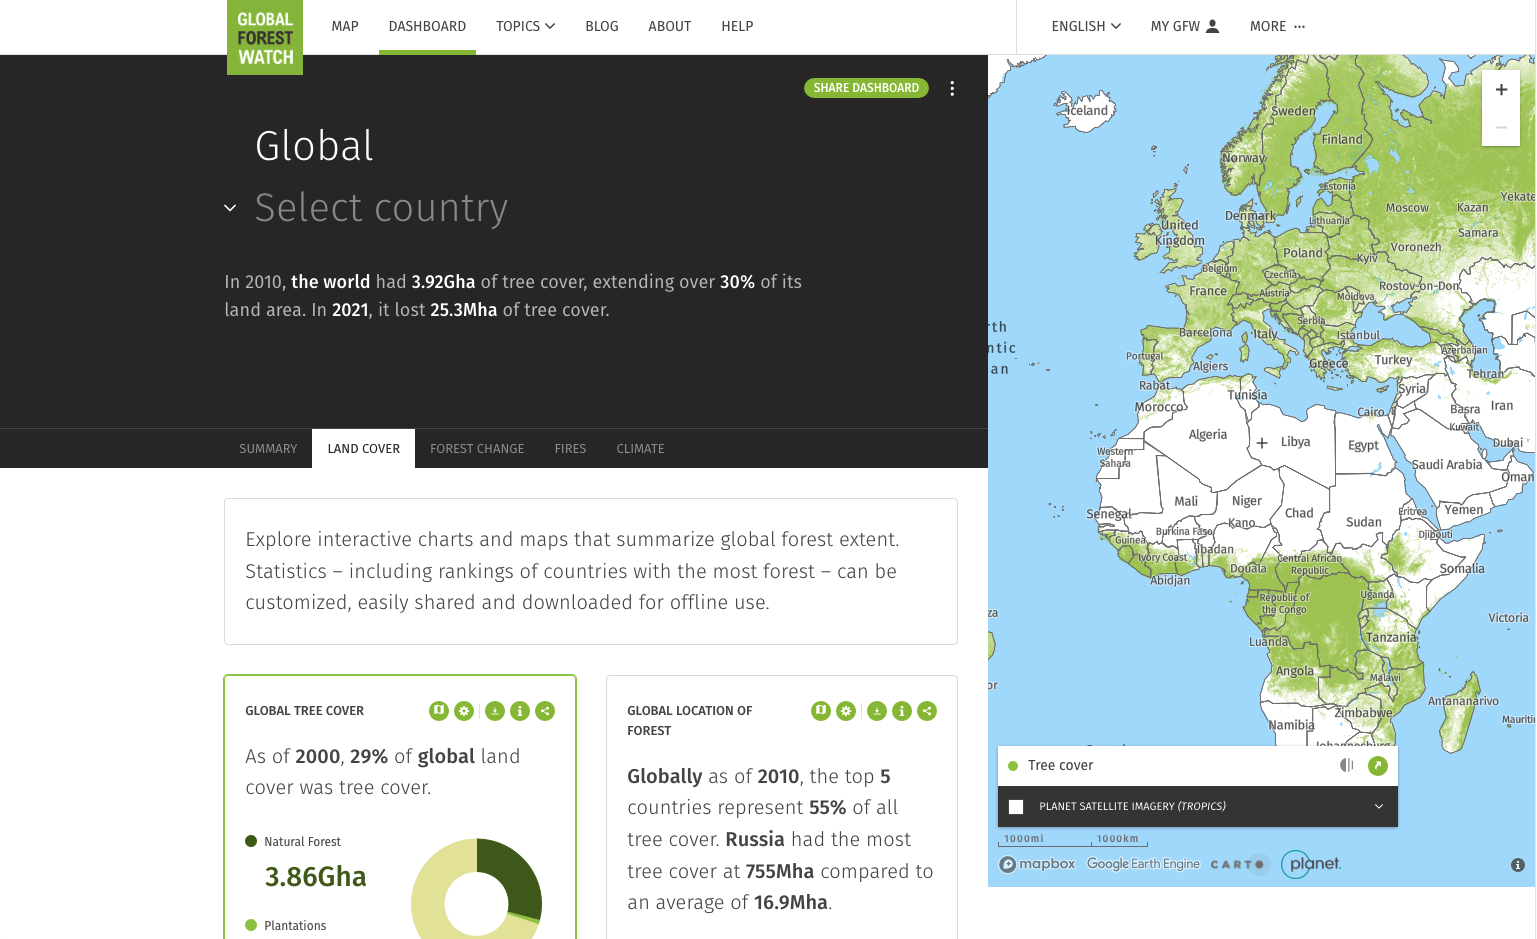 GLOBAL
FOREST
WATCH
MAP
DASHBOARD
TOPICS
BLOG
ABOUT
HELP
ENGLISH
MY GFW
MORE
SHARE DASHBOARD
Global
Select country
In 2010, the world had 3.92Gha of tree cover, extending over 30% of its
land area. In 2021, it lost 25.3Mha of tree cover.
SUMMARY
LAND COVER
FOREST CHANGE
FIRES
CLIMATE
Explore interactive charts and maps that summarize global forest extent.
Statistics – including rankings of countries with the most forest – can be
customized, easily shared and downloaded for offline use.
GLOBAL TREE COVER
As of 2000, 29% of global land
cover was tree cover.
Natural Forest
3.86Gha
Plantations
GLOBAL LOCATION OF
FOREST
Globally as of 2010, the top 5
countries represent 55% of all
tree cover. Russia had the most
tree cover at 755Mha compared to
an average of 16.9Mha.
Iceland
Sweden
Finland
Norway
Estonia
Yekate
Moscow
Kazan
Denmark
Lithuania
United
Kingdom
Samara
Voronezh
Poland
Kyiv
Belgium
Czechia
France
Austria
Moldova
Rostov-on-Don
rth
ntic
an
Barcelona
Italy
Serbia
Istanbul
Portugal
Algiers
Greece
Turkey
Azerbaijan
Tehran
Rabat
Tunisia
Syria
Morocco
Cairo
Basra
Iran
Kuwait
Algeria
Libya
Egypt
Dubai
Western
Sahara
Saudi Arabia
Oman
Mali
Niger
Chad
Senegal
Kano
Sudan
Eritrea
Yemen
Burkina Faso
Djibouti
Guinea
Ibadan
Ivory Coast
Central African
Republic
Douala
Somalia
Abidjan
Republic of
the Congo
Uganda
za
Victoria
Luanda
Tanzania
Angola
Malawi
or
Antananarivo
Zimbabwe
Mauriti
Namibia
Johannesburg
Tree cover
PLANET SATELLITE IMAGERY (TROPICS)
1000mi
1000km
mapbox
Google Earth Engine
CARTO
planet.